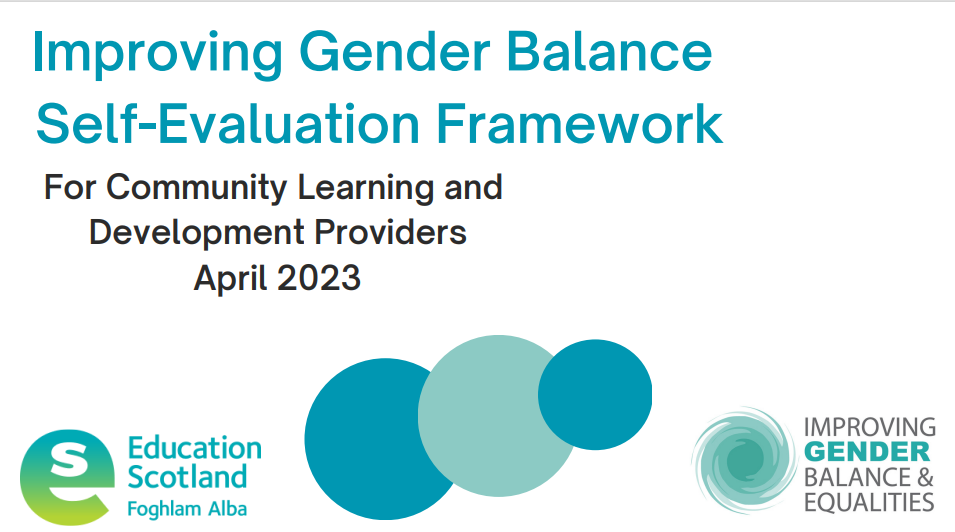 Improving Gender Balance
Self-Evaluation Framework
For Community Learning and
Development Providers
April 2023
Education
Scotland
Foghlam Alba
IMPROVING
GENDER
BALANCE &
EQUALITIES